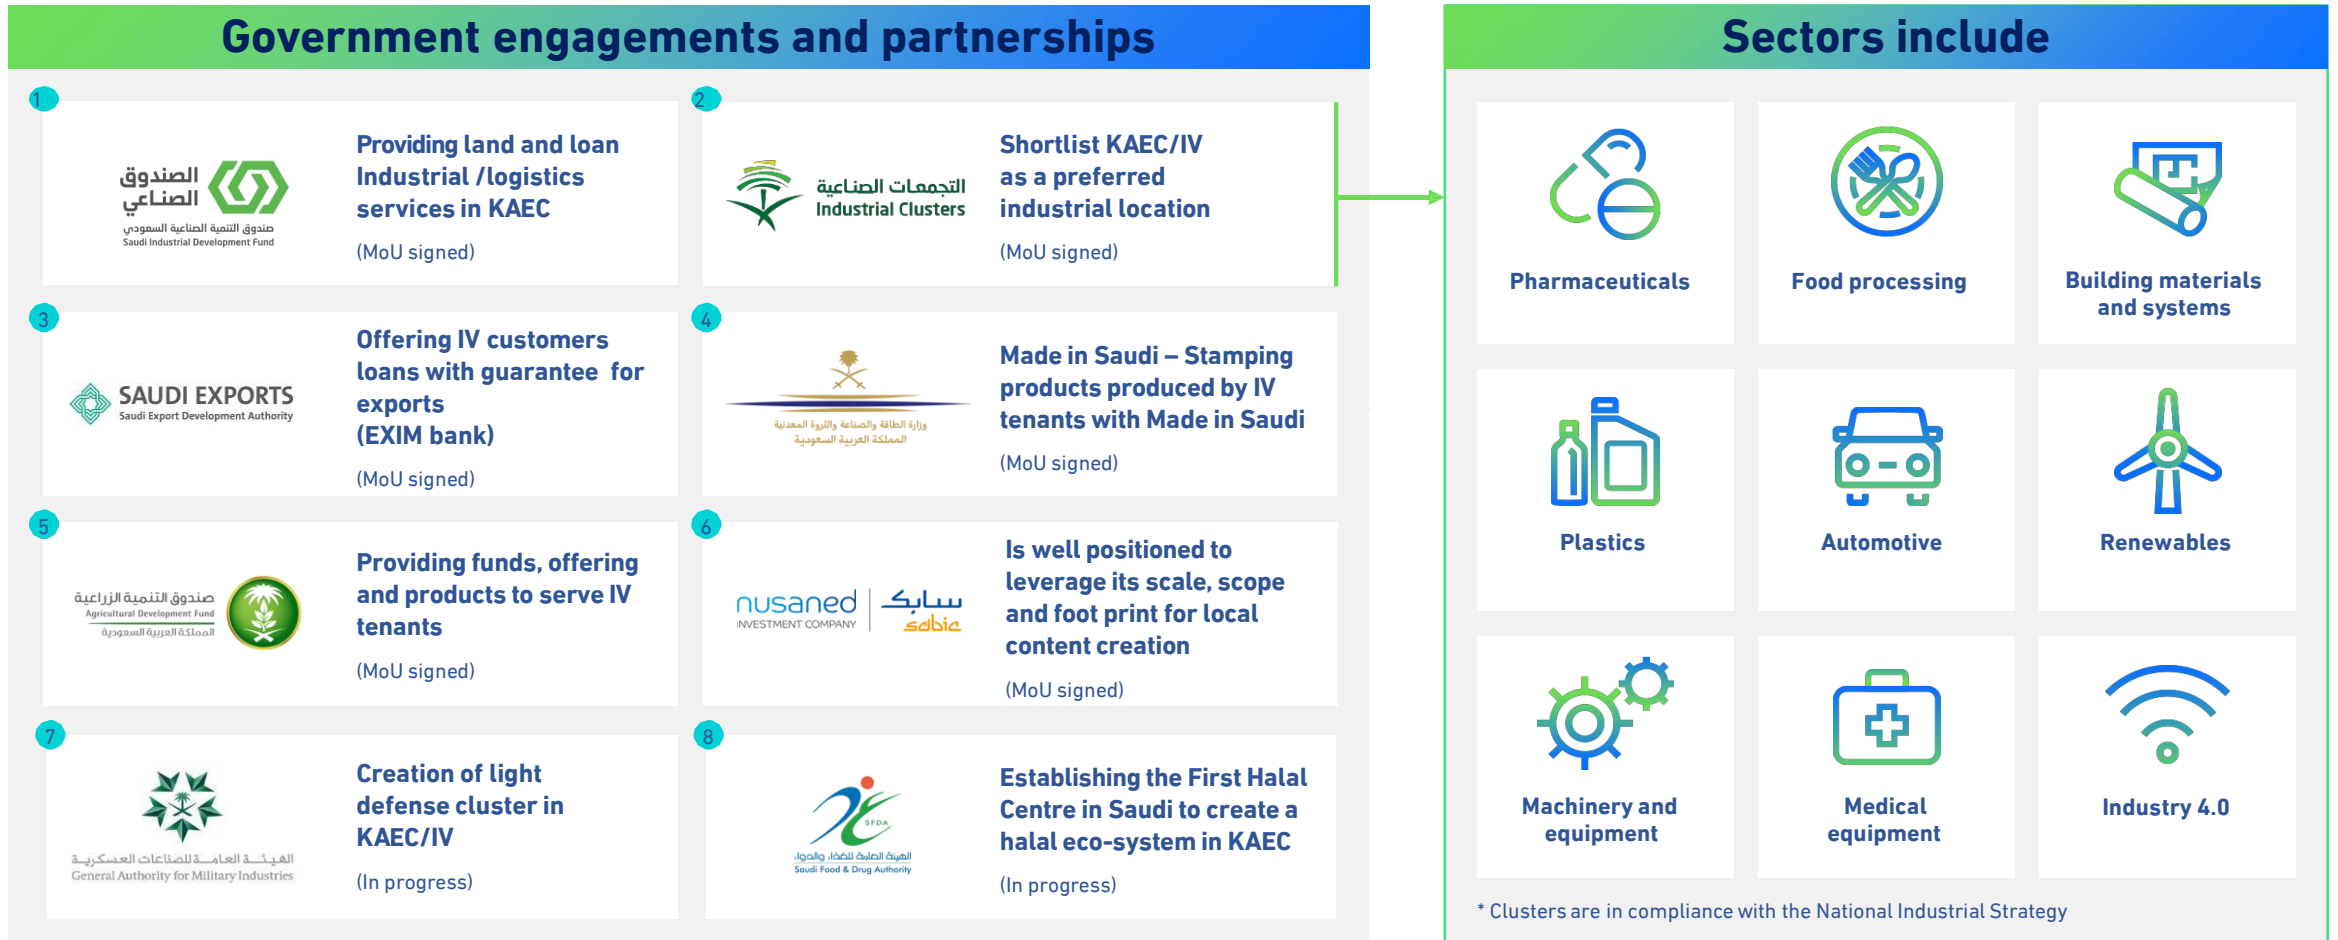 Government engagements and partnerships
1
الصندوق
الصناعي
صندوق التنمية الصناعية السعودي
Saudi Industrial Development Fund
Providing land and loan
Industrial /logistics
services in KAEC
(MoU signed)
2
التجمعات الصناعية
Industrial Clusters
Shortlist KAEC/IV
as a preferred
industrial location
(MoU signed)
3
SAUDI EXPORTS
Saudi Export Development Authority
Offering IV customers
loans with guarantee for
exports
(EXIM bank)
(MoU signed)
4
وزارة الطاقة والصناعة والثروة المعدنية
المملكة العربية السعودية
Made in Saudi – Stamping
products produced by IV
tenants with Made in Saudi
(MoU signed)
5
صندوق التنمية الزراعية
Agricultural Development Fund
المملكة العربية السعودية
Providing funds, offering
and products to serve IV
tenants
(MoU signed)
6
nusaned
INVESTMENT COMPANY
سابك
sabic
Is well positioned to
leverage its scale, scope
and foot print for local
content creation
(MoU signed)
7
الهيئة العامة للصناعات العسكرية
General Authority for Military Industries
Creation of light
defense cluster in
KAEC/IV
(In progress)
8
SFDA
الهيئة العامة للغذاء والدواء
Saudi Food & Drug Authority
Establishing the First Halal
Centre in Saudi to create a
halal eco-system in KAEC
(In progress)
Sectors include
Pharmaceuticals
Food processing
Building materials
and systems
Plastics
Automotive
Renewables
Machinery and
equipment
Medical
equipment
Industry 4.0
* Clusters are in compliance with the National Industrial Strategy